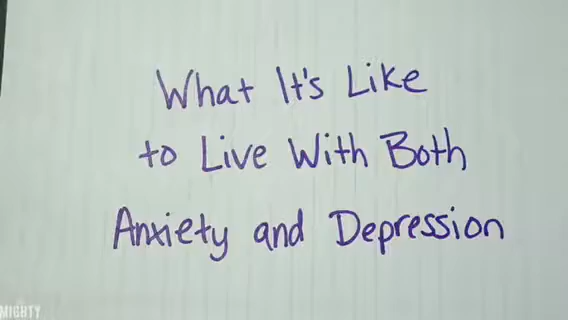 What It's Like
to Live With Both
Anxiety and Depression
MIGHTY